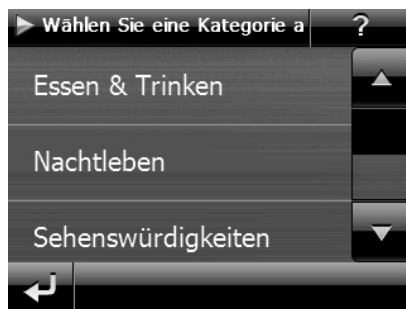 Wählen Sie eine Kategorie a
?
Essen & Trinken
Nachtleben
Sehenswürdigkeiten